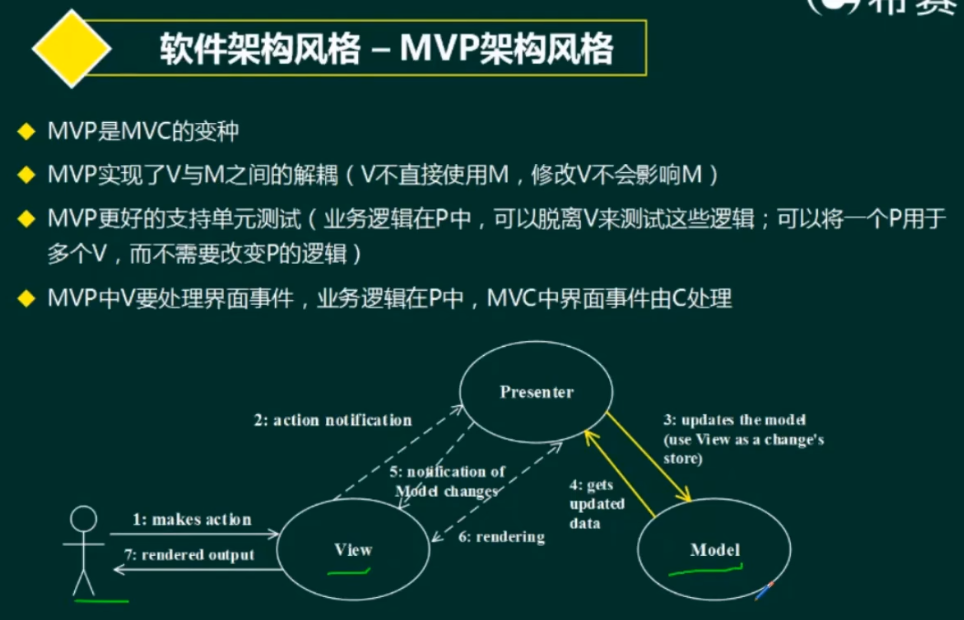 希赛
软件架构风格 – MVP架构风格
MVP是MVC的变种
MVP实现了V与M之间的解耦（V不直接使用M，修改V不会影响M）
MVP更好的支持单元测试（业务逻辑在P中，可以脱离V来测试这些逻辑；可以将一个P用于
多个V，而不需要改变P的逻辑）
MVP中V要处理界面事件，业务逻辑在P中，MVC中界面事件由C处理
Presenter
2: action notification
3: updates the model
(use View as a change's
store)
5: notification of
Model changes
4: gets
updated
data
6: rendering
1: makes action
7: rendered output
View
Model